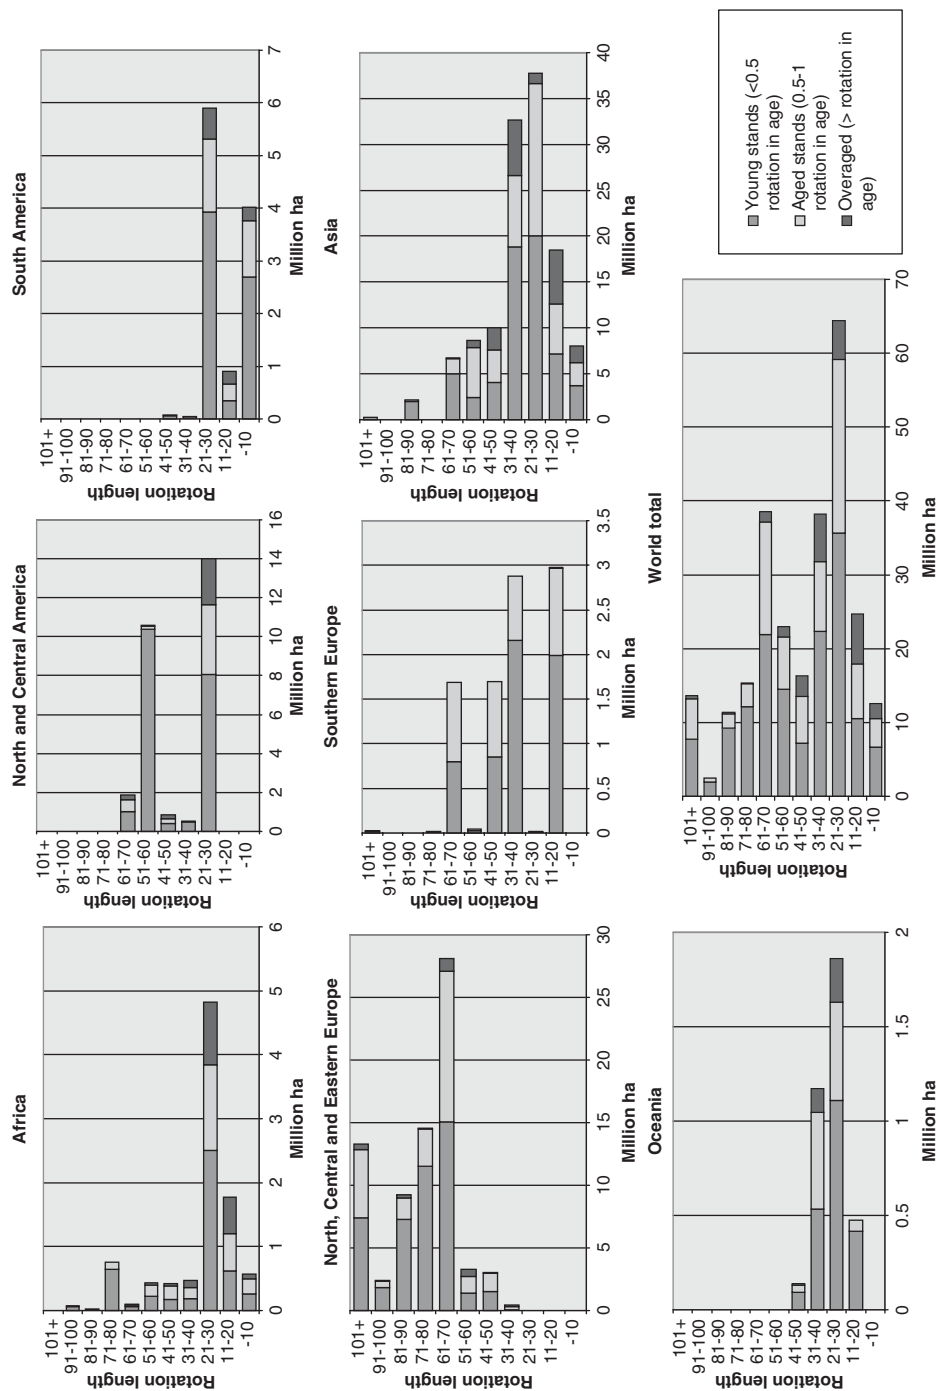 Africa
Rotation length
101+
91-100
81-90
71-80
61-70
51-60
41-50
31-40
21-30
11-20
-10
0 1 2 3 4 5 6
Million ha
North and Central America
Rotation length
101+
91-100
81-90
71-80
61-70
51-60
41-50
31-40
21-30
11-20
-10
0 2 4 6 8 10 12 14 16
Million ha
South America
Rotation length
101+
91-100
81-90
71-80
61-70
51-60
41-50
31-40
21-30
11-20
-10
0 1 2 3 4 5 6 7
Million ha
North, Central and Eastern Europe
Rotation length
101+
91-100
81-90
71-80
61-70
51-60
41-50
31-40
21-30
11-20
-10
0 5 10 15 20 25 30
Million ha
Southern Europe
Rotation length
101+
91-100
81-90
71-80
61-70
51-60
41-50
31-40
21-30
11-20
-10
0 0.5 1 1.5 2 2.5 3 3.5
Million ha
Asia
Rotation length
101+
91-100
81-90
71-80
61-70
51-60
41-50
31-40
21-30
11-20
-10
0 5 10 15 20 25 30 35 40
Million ha
Oceania
Rotation length
101+
91-100
81-90
71-80
61-70
51-60
41-50
31-40
21-30
11-20
-10
0 0.5 1 1.5 2
Million ha
World total
Rotation length
101+
91-100
81-90
71-80
61-70
51-60
41-50
31-40
21-30
11-20
-10
0 10 20 30 40 50 60 70
Million ha
Young stands (<0.5
rotation in age)
Aged stands (0.5-1
rotation in age)
Overaged (> rotation in
age)